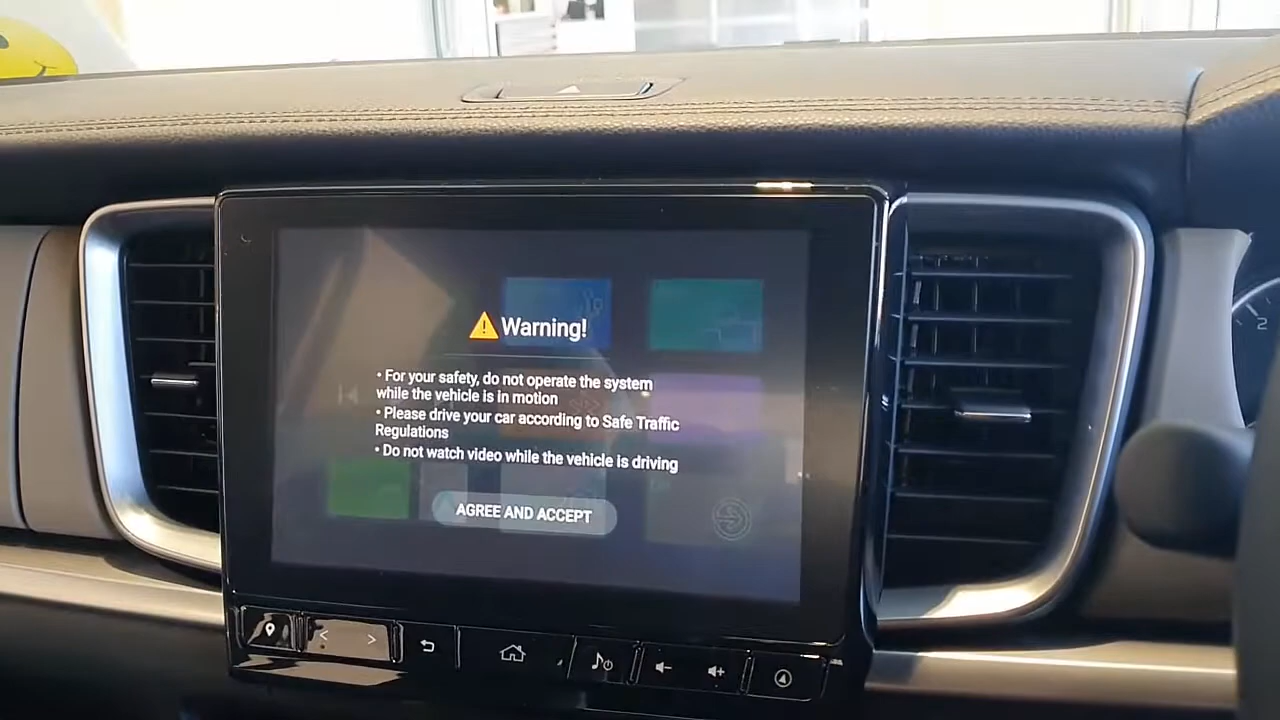 Warning!
• For your safety, do not operate the system
while the vehicle is in motion
• Please drive your car according to Safe Traffic
Regulations
• Do not watch video while the vehicle is driving
AGREE AND ACCEPT
2